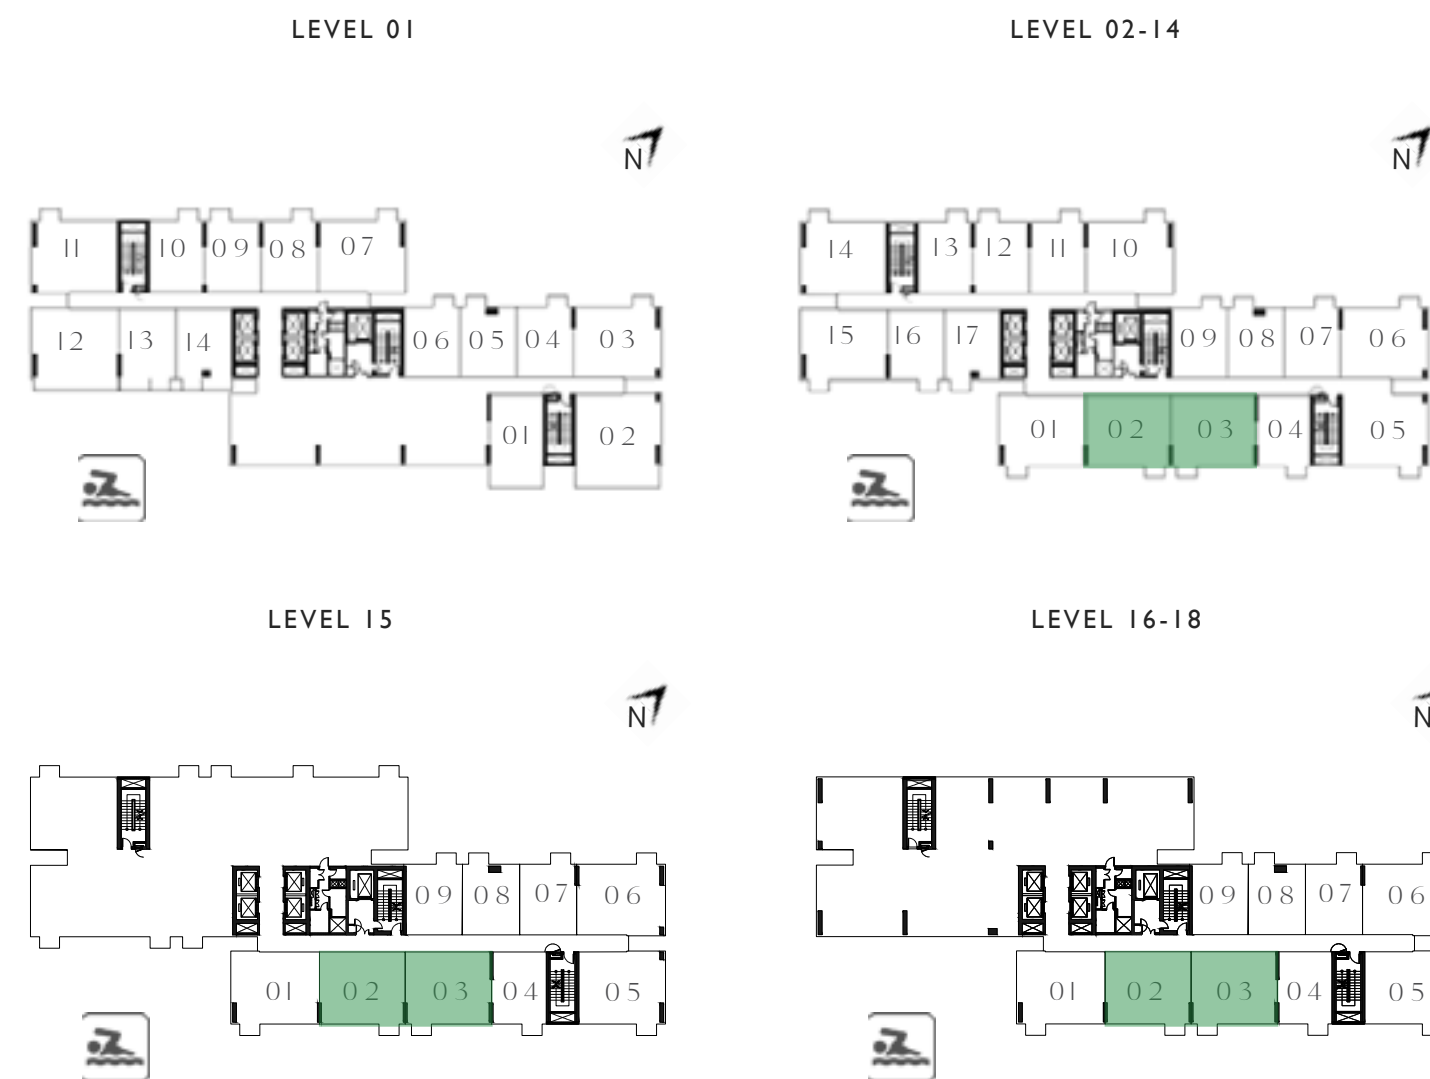 LEVEL 01
LEVEL 02-14
N
N
11 10 09 08 07
14 13 12 11 10
12 13 14 06 05 04 03
15 16 17 09 08 07 06
01 02
01 02 03 04 05
LEVEL 15
LEVEL 16-18
N
N
09 08 07 06
09 08 07 06
01 02 03 04 05
01 02 03 04 05